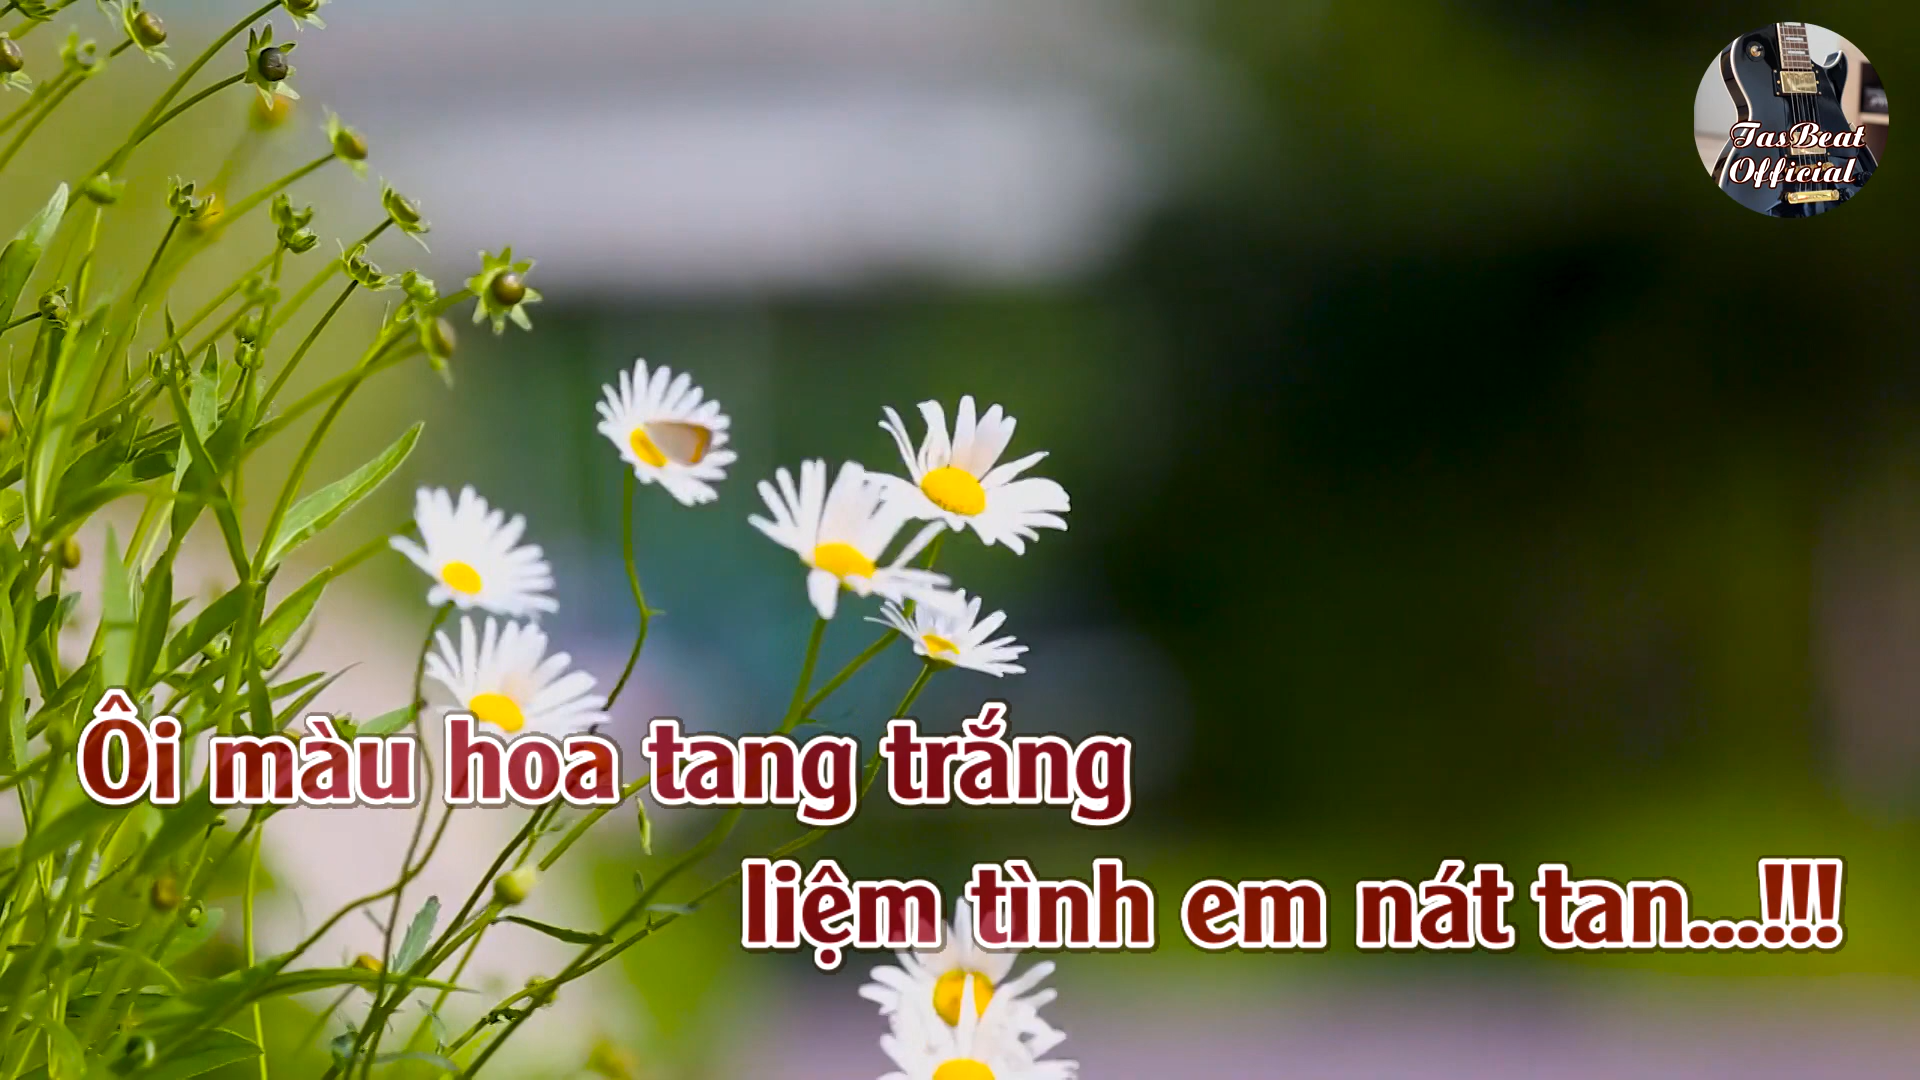 TasBeat
Official
Ôi màu hoa tang trắng
liệm tình em nát tan...!!!